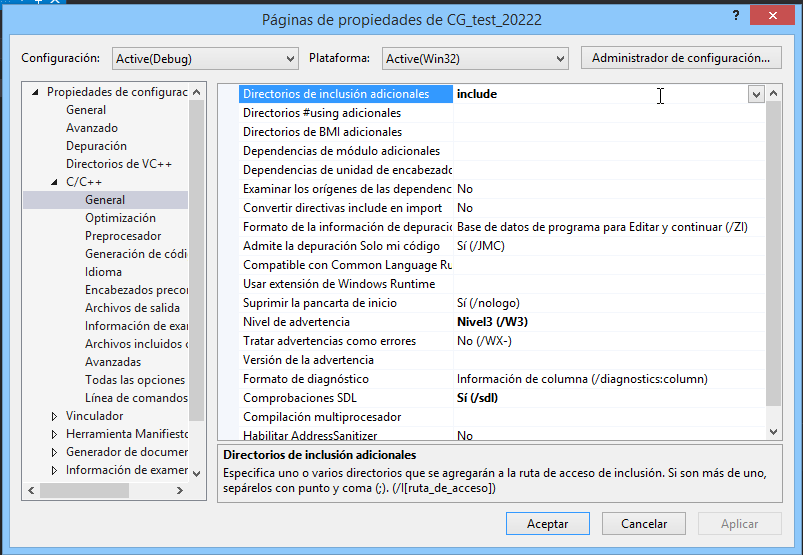 Páginas de propiedades de CG_test_20222
?
Configuración: Active(Debug) Plataforma: Active(Win32) Administrador de configuración...
Propiedades de configurac
General
Avanzado
Depuración
Directorios de VC++
C/C++
General
Optimización
Preprocesador
Generación de códi
Idioma
Encabezados preco
Archivos de salida
Información de exa
Archivos incluidos o
Avanzadas
Todas las opciones
Línea de comandos
Vinculador
Herramienta Manifiesto
Generador de documer
Información de examer
Directorios de inclusión adicionales include
Directorios #using adicionales
Directorios de BMI adicionales
Dependencias de módulo adicionales
Dependencias de unidad de encabezado
Examinar los orígenes de las dependenc No
Convertir directivas include en import No
Formato de la información de depuració Base de datos de programa para Editar y continuar (/ZI)
Admite la depuración Solo mi código Sí (/JMC)
Compatible con Common Language Ru
Usar extensión de Windows Runtime
Suprimir la pancarta de inicio Sí (/nologo)
Nivel de advertencia Nivel3 (/W3)
Tratar advertencias como errores No (/WX-)
Versión de la advertencia
Formato de diagnóstico Información de columna (/diagnostics:column)
Comprobaciones SDL Sí (/sdl)
Compilación multiprocesador
Habilitar AddressSanitizer No
Directorios de inclusión adicionales
Especifica uno o varios directorios que se agregarán a la ruta de acceso de inclusión. Si son más de uno,
sepárelos con punto y coma (;). (/I[ruta_de_acceso])
Aceptar Cancelar Aplicar